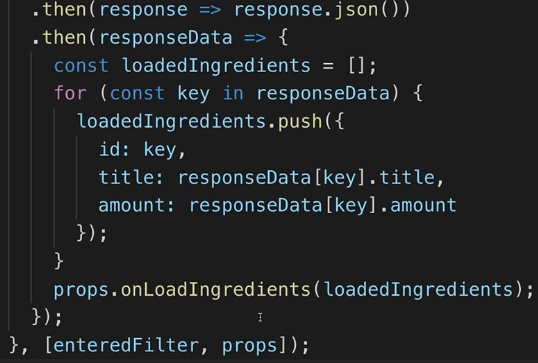 .then(response => response.json())
.then(responseData => {
const loadedIngredients = [];
for (const key in responseData) {
loadedIngredients.push({
id: key,
title: responseData[key].title,
amount: responseData[key].amount
});
}
props.onLoadIngredients(loadedIngredients);
});
}, [enteredFilter, props]);